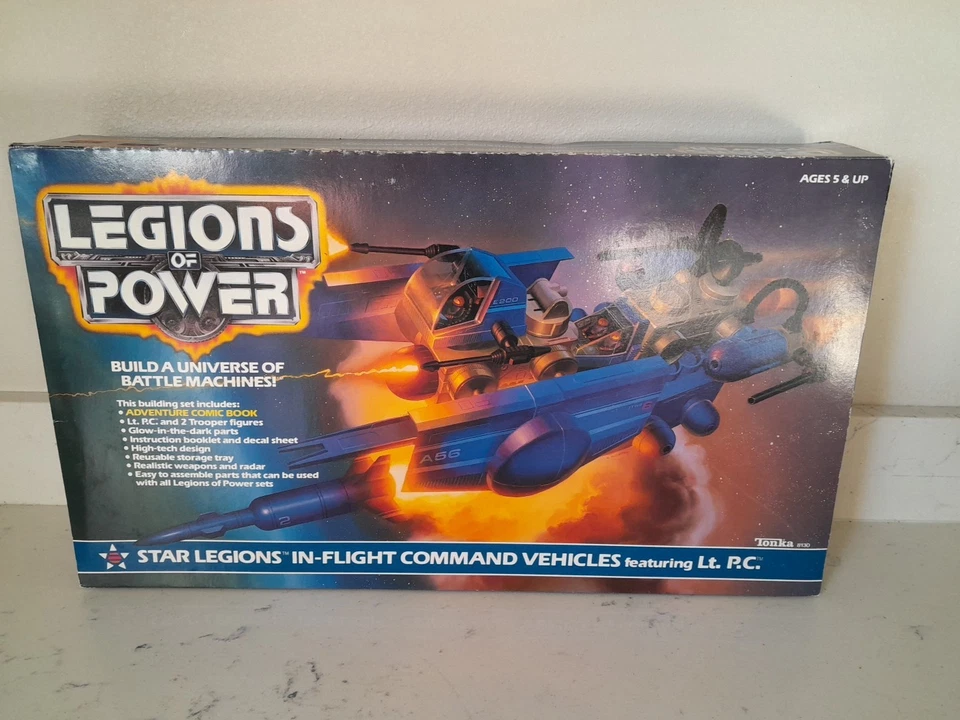 AGES 5 & UP
LEGIONS
OF
POWER™
BUILD A UNIVERSE OF
BATTLE MACHINES!
This building set includes:
• ADVENTURE COMIC BOOK
• Lt. P.C. and 2 Trooper figures
• Glow-in-the-dark parts
• Instruction booklet and decal sheet
• High-tech design
• Reusable storage tray
• Realistic weapons and radar
• Easy to assemble parts that can be used
with all Legions of Power sets
E200
A56
2
Tonka
STAR LEGIONS™ IN-FLIGHT COMMAND VEHICLES featuring Lt. P.C.™